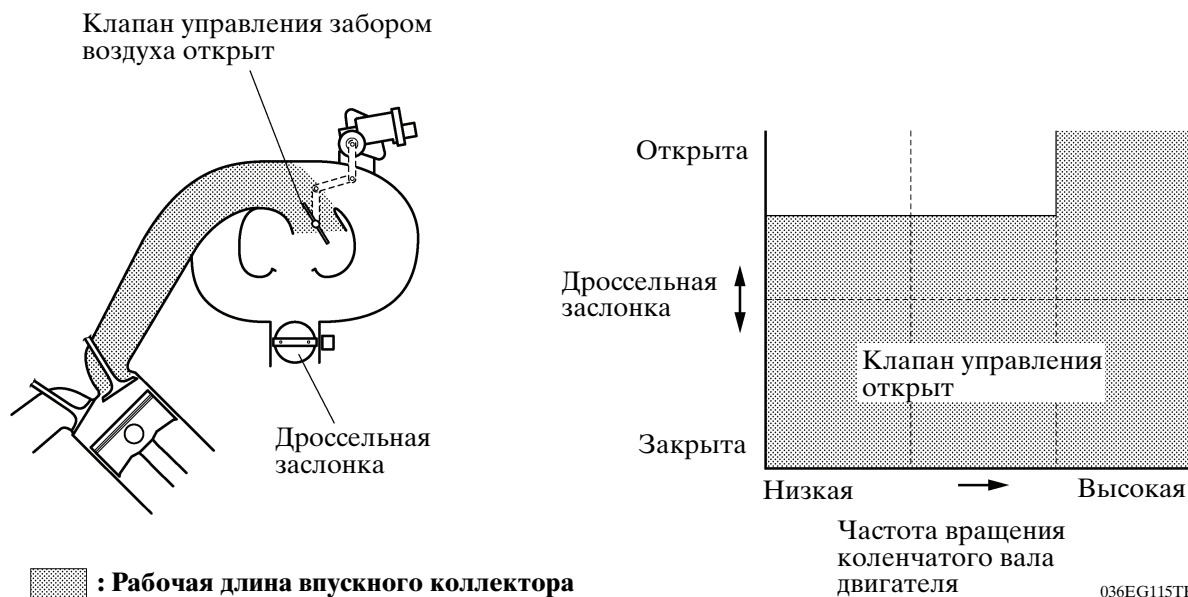 Клапан управления забором
воздуха открыт
Дроссельная
заслонка
: Рабочая длина впускного коллектора
Открыта
Дроссельная
заслонка
Закрыта
Клапан управления
открыт
Низкая
Высокая
Частота вращения
коленчатого вала
двигателя